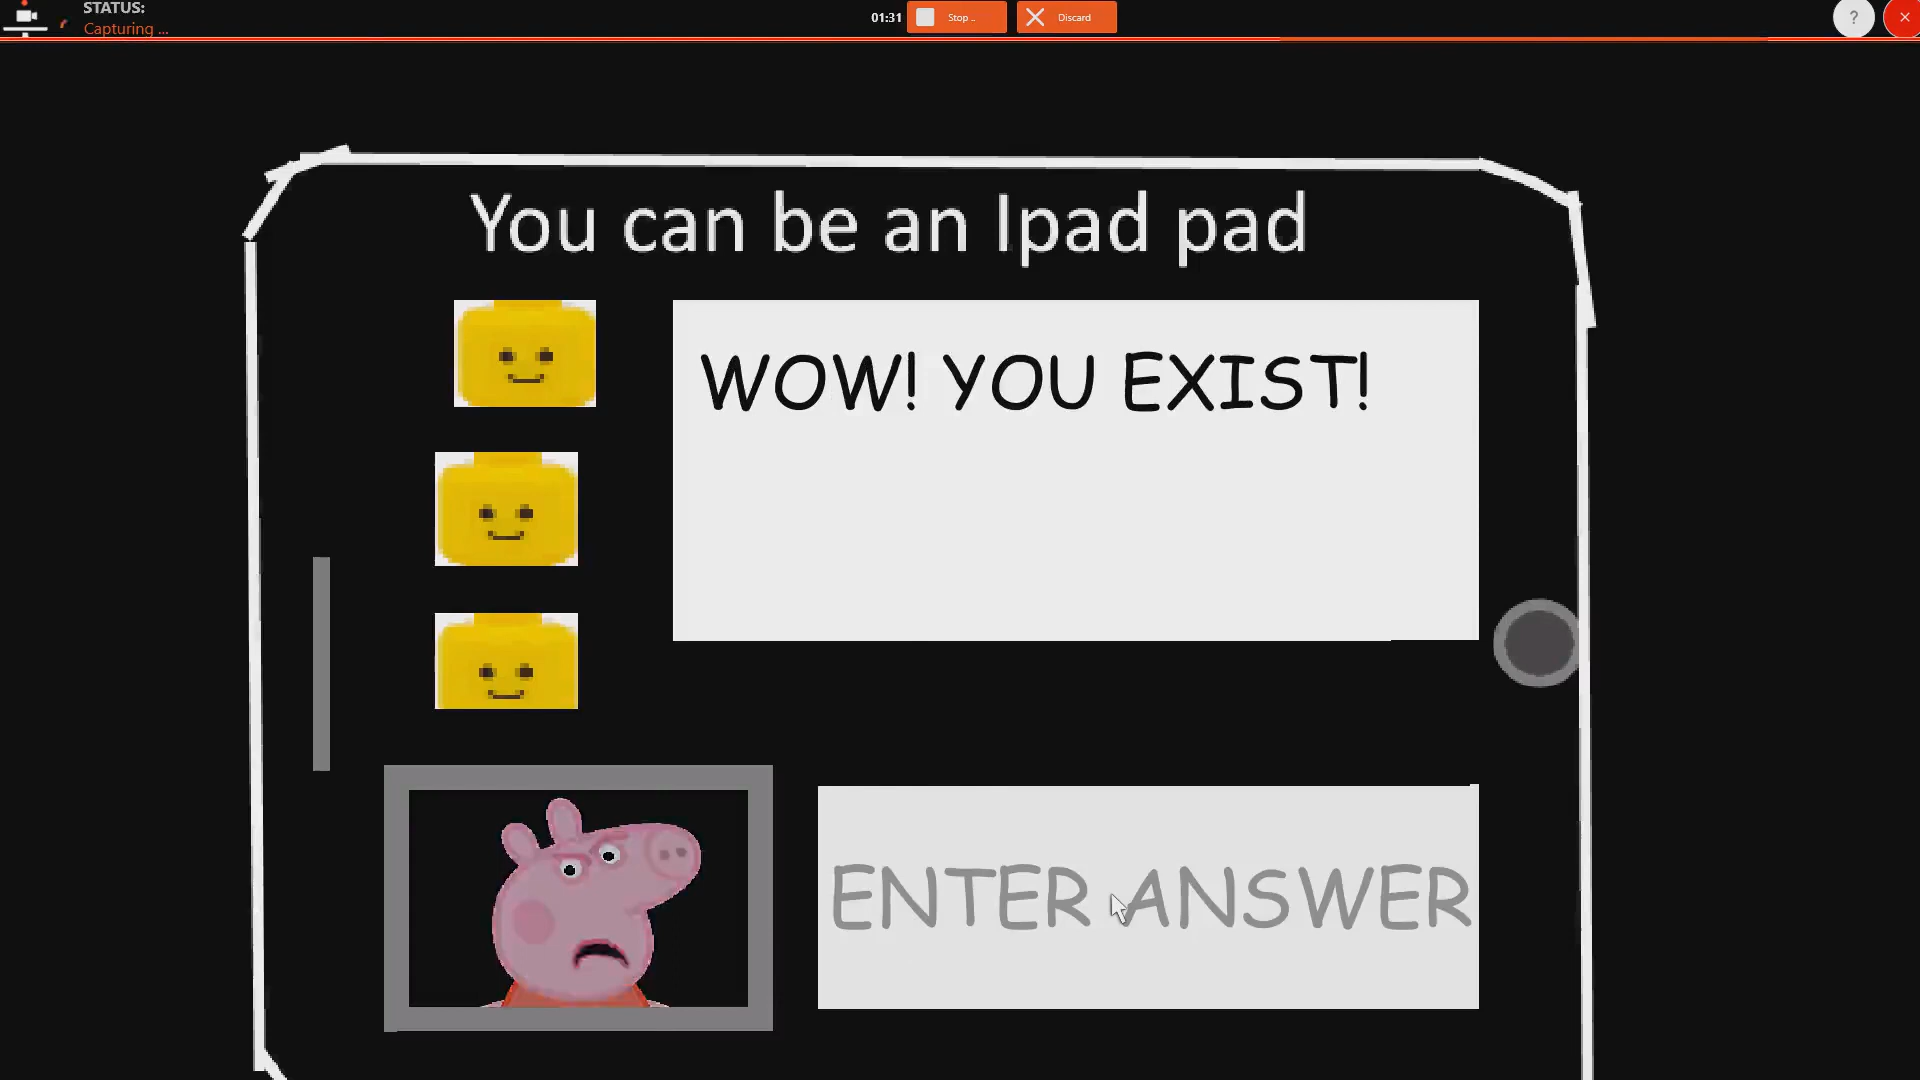 STATUS:
Capturing ...
01:31
Stop ..
Discard
?
You can be an Ipad pad
WOW! YOU EXIST!
ENTER ANSWER